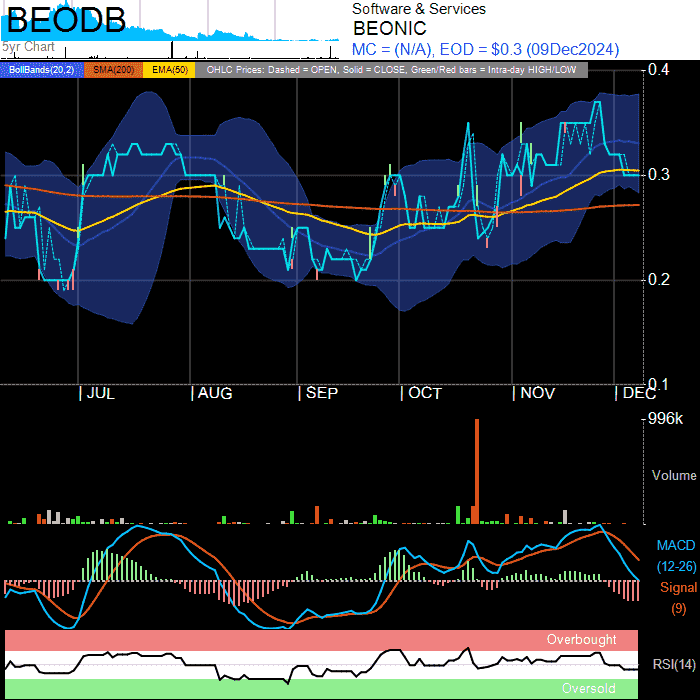 BEODB
5yr Chart
Software & Services
BEONIC
MC = (N/A), EOD = $0.3 (09Dec2024)
BollBands(20,2) SMA(200) EMA(50) OHLC Prices: Dashed = OPEN, Solid = CLOSE, Green/Red bars = Intra-day HIGH/LOW
0.4
0.3
0.2
0.1
| JUL | AUG | SEP | OCT | NOV | DEC
996k
Volume
MACD
(12-26)
Signal
(9)
Overbought
RSI(14)
Oversold